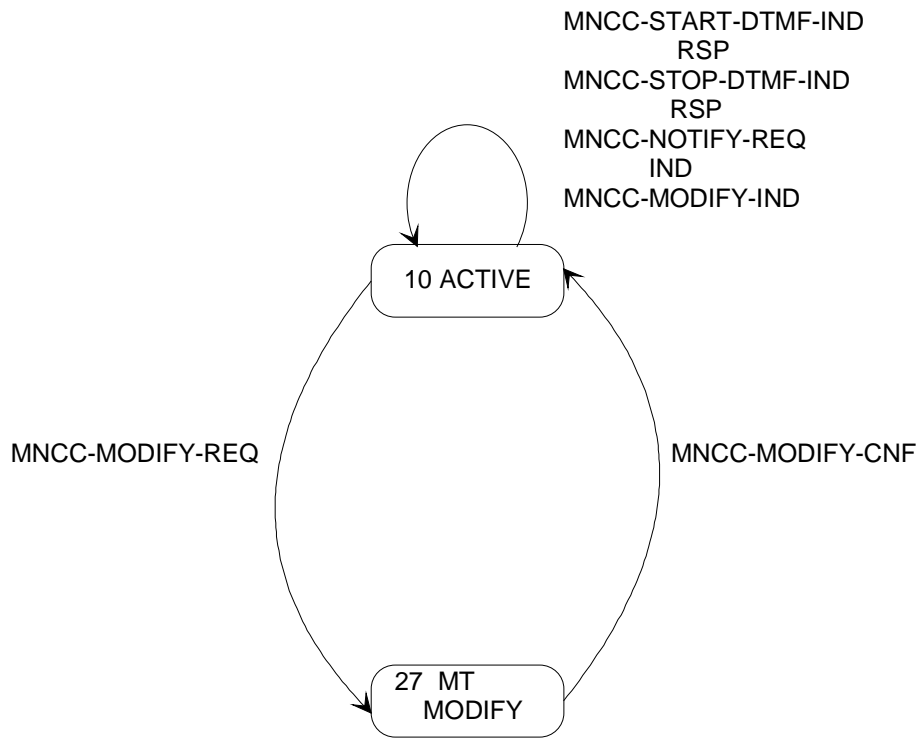 MNCC-START-DTMF-IND
RSP
MNCC-STOP-DTMF-IND
RSP
MNCC-NOTIFY-REQ
IND
MNCC-MODIFY-IND
10 ACTIVE
MNCC-MODIFY-REQ
MNCC-MODIFY-CNF
27 MT
MODIFY